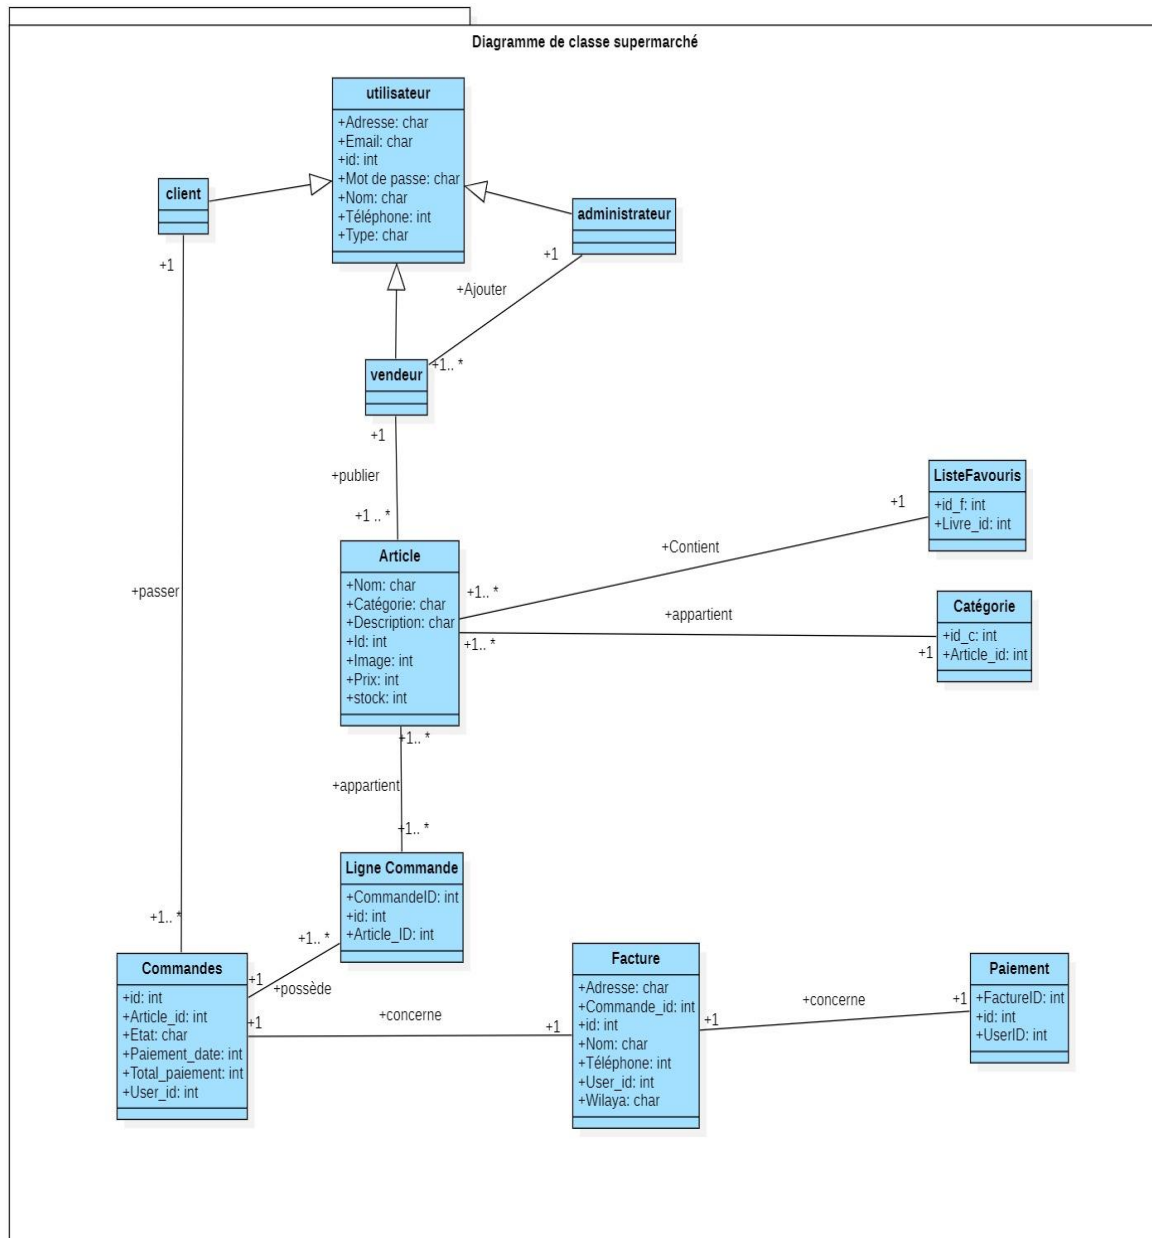 Diagramme de classe supermarché
utilisateur
+Adresse: char
+Email: char
+id: int
+Mot de passe: char
+Nom: char
+Téléphone: int
+Type: char
client
administrateur
+1
+1
+Ajouter
+1.. *
vendeur
+1
+publier
+1 .. *
ListeFavouris
+id_f: int
+Livre_id: int
+1
+Contient
+1.. *
Article
+Nom: char
+Catégorie: char
+Description: char
+Id: int
+Image: int
+Prix: int
+stock: int
+passer
+appartient
+1.. *
+1
Catégorie
+id_c: int
+Article_id: int
+1.. *
+appartient
+1.. *
Ligne Commande
+CommandeID: int
+id: int
+Article_ID: int
+1.. *
+1.. *
+1
+possède
Commandes
+id: int
+Article_id: int
+Etat: char
+Paiement_date: int
+Total_paiement: int
+User_id: int
+1
+concerne
+1
Facture
+Adresse: char
+Commande_id: int
+id: int
+Nom: char
+Téléphone: int
+User_id: int
+Wilaya: char
+1
+concerne
+1
Paiement
+FactureID: int
+id: int
+UserID: int